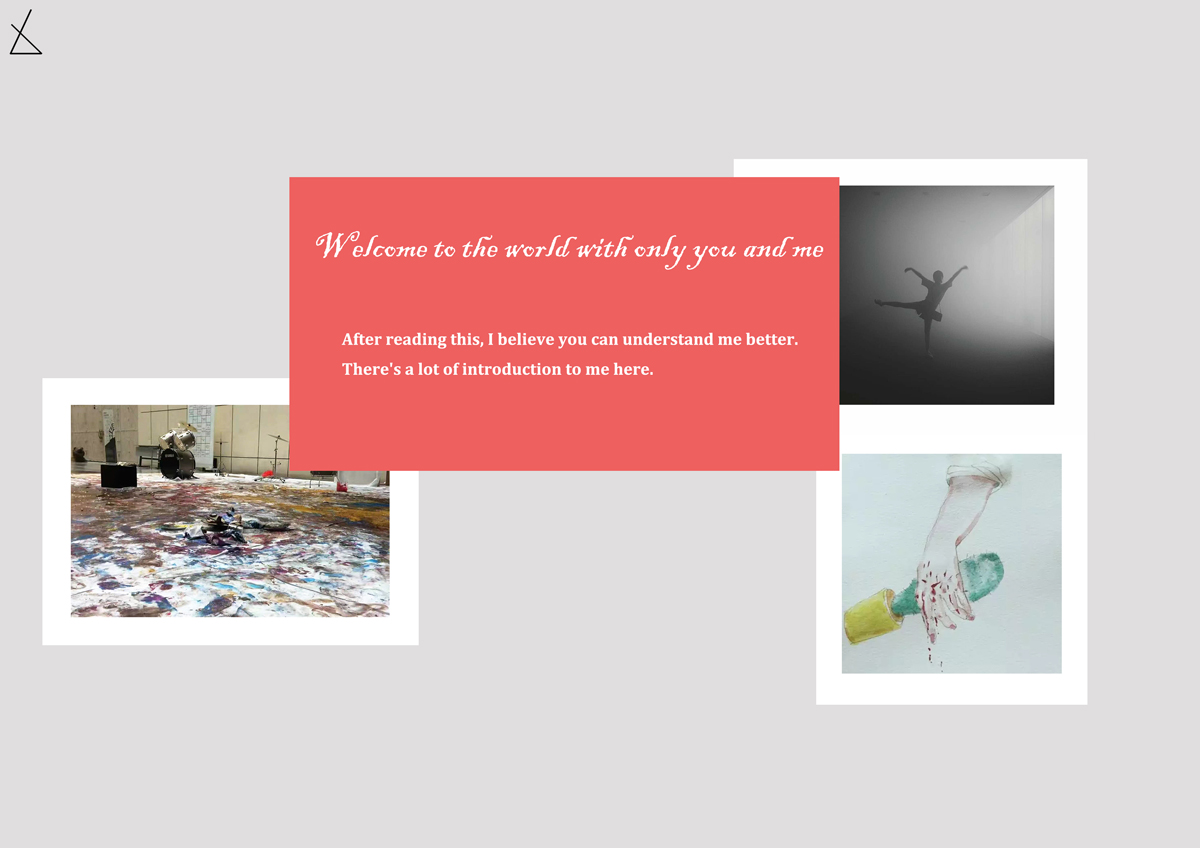 Welcome to the world with only you and me
After reading this, I believe you can understand me better.
There's a lot of introduction to me here.